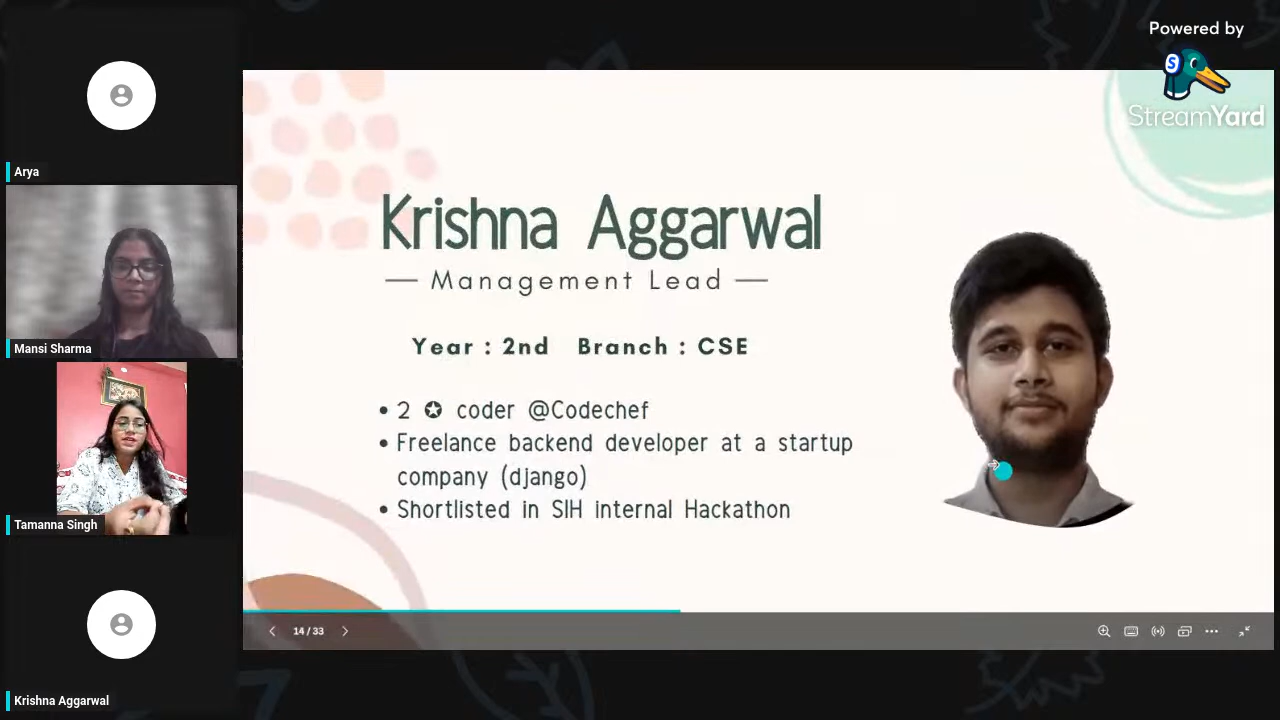 Powered by
StreamYard
Arya
Mansi Sharma
Tamanna Singh
Krishna Aggarwal
Krishna Aggarwal
— Management Lead —
Year : 2nd Branch : CSE
• 2 ✪ coder @Codechef
• Freelance backend developer at a startup
company (django)
• Shortlisted in SIH internal Hackathon
14 / 33